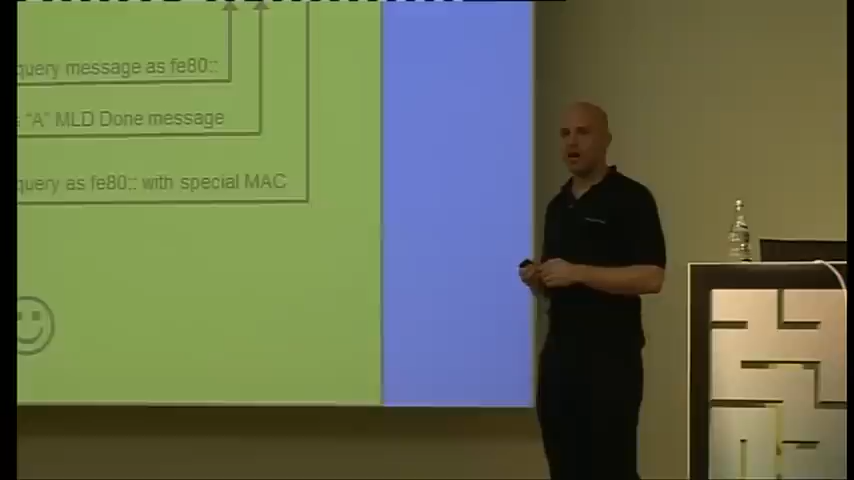 query message as fe80::
"A" MLD Done message
query as fe80:: with special MAC